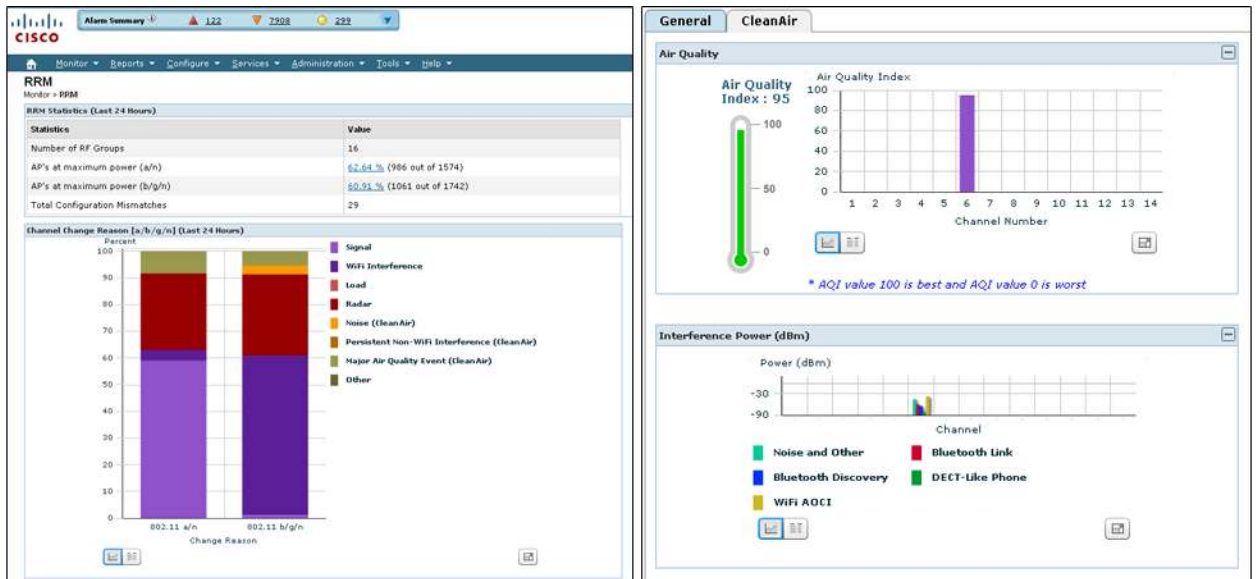 CISCO
Alarm Summary 122 7908 299
Monitor Reports Configure Services Administration Tools Help
RRM
Monitor > RRM
RRM Statistics (Last 24 Hours)
Statistics Value
Number of RF Groups 16
AP's at maximum power (a/n) 62.64 % (986 out of 1574)
AP's at maximum power (b/g/n) 60.91 % (1061 out of 1742)
Total Configuration Mismatches 29
Channel Change Reason [a/b/g/n] (Last 24 Hours)
Percent
100
90
80
70
60
50
40
30
20
10
0
802.11 a/n 802.11 b/g/n
Change Reason
Signal
WiFi Interference
Load
Radar
Noise (CleanAir)
Persistent Non-WiFi Interference (CleanAir)
Major Air Quality Event (CleanAir)
Other
General CleanAir
Air Quality
Air Quality
Index : 95
100
50
0
Air Quality Index
100
80
60
40
20
0
1 2 3 4 5 6 7 8 9 10 11 12 13 14
Channel Number
* AQI value 100 is best and AQI value 0 is worst
Interference Power (dBm)
Power (dBm)
-30
-90
Channel
Noise and Other Bluetooth Link
Bluetooth Discovery DECT-Like Phone
WiFi AOCI